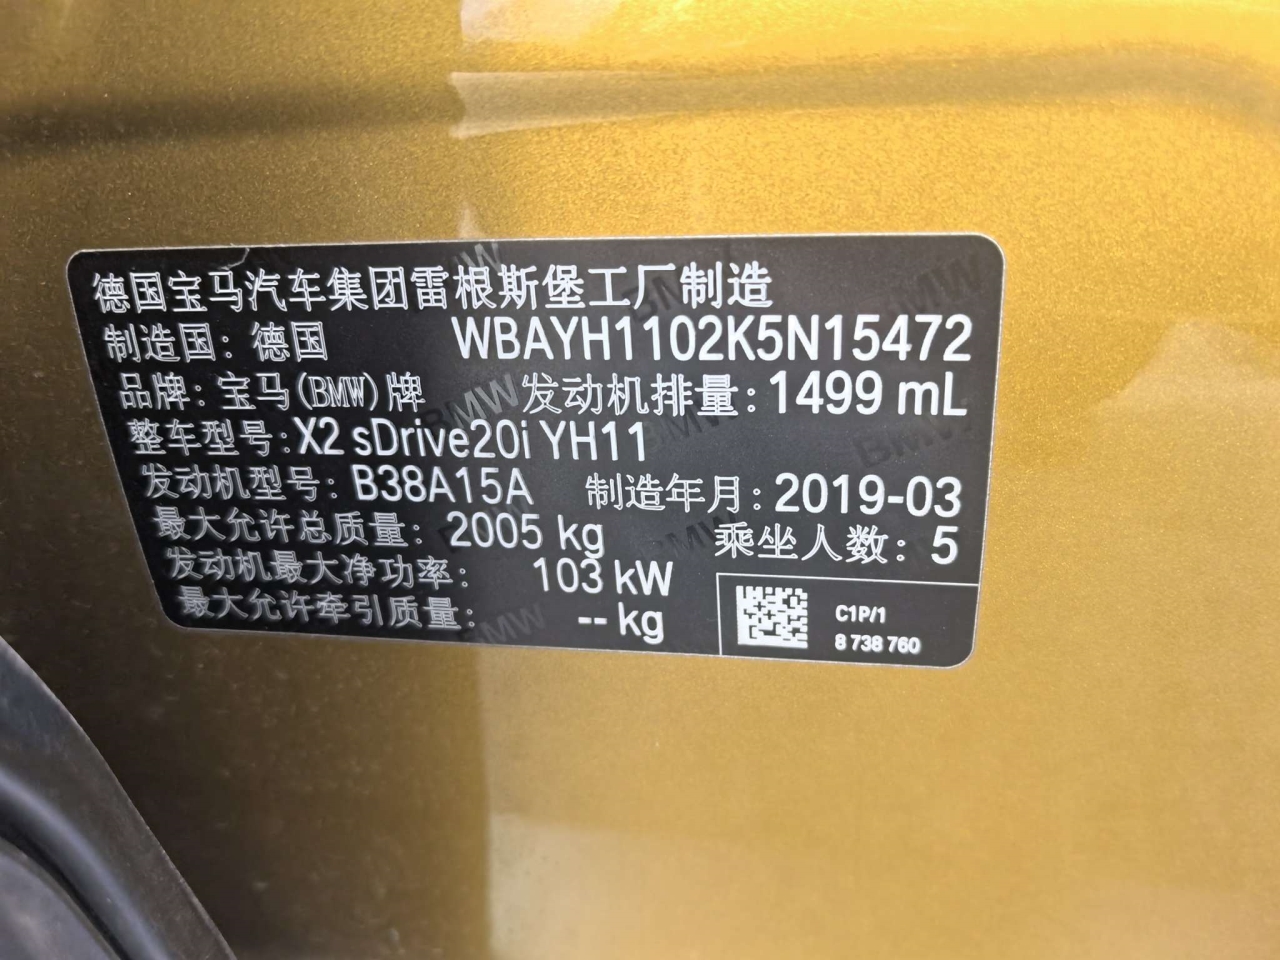 德国宝马汽车集团雷根斯堡工厂制造
制造国：德国 WBAYH1102K5N15472
品牌：宝马(BMW)牌 发动机排量：1499 mL
整车型号：X2 sDrive20i YH11
发动机型号：B38A15A 制造年月：2019-03
最大允许总质量：2005 kg 乘坐人数：5
发动机最大净功率：103 kW
最大允许牵引质量：-- kg
C1P/1
8 738 760